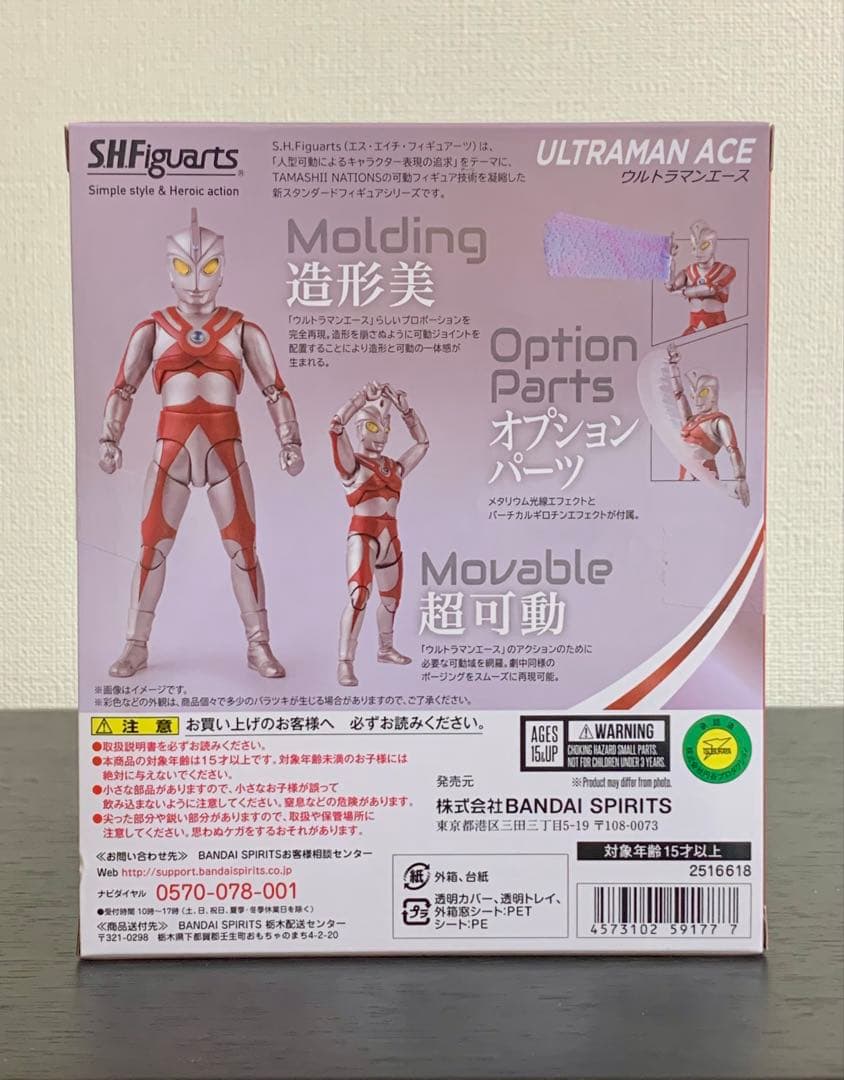 S.H.Figuarts®
Simple style & Heroic action
S.H.Figuarts(エス・エイチ・フィギュアーツ)は、
「人型可動によるキャラクター表現の追求」をテーマに、
TAMASHII NATIONSの可動フィギュア技術を凝縮した
新スタンダードフィギュアシリーズです。
ULTRAMAN ACE
ウルトラマンエース
Molding
造形美
「ウルトラマンエース」らしいプロポーションを
完全再現。造形を崩さぬように可動ジョイントを
配置することにより造形と可動の一体感が
生まれる。
Option
Parts
オプション
パーツ
メタリウム光線エフェクトと
バーチカルギロチンエフェクトが付属。
Movable
超可動
「ウルトラマンエース」のアクションのために
必要な可動域を網羅。劇中同様の
ポージングをスムーズに再現可能。
※画像はイメージです。
※彩色などの外観は、商品個々で多少のバラツキが生じる場合がありますので、ご了承ください。
注意 お買い上げのお客様へ 必ずお読みください。
●取扱説明書を必ずお読みください。
●本商品の対象年齢は15才以上です。対象年齢未満のお子様には
絶対に与えないでください。
●小さな部品がありますので、小さなお子様が誤って
飲み込まないように注意してください。窒息などの危険があります。
●尖った部分や鋭い部分がありますので、取扱や保管場所に
注意してください。思わぬケガをするおそれがあります。
≪お問い合わせ先≫ BANDAI SPIRITSお客様相談センター
Web http://support.bandaispirits.co.jp
ナビダイヤル 0570-078-001
●受付時間 10時〜17時(土、日、祝日、夏季・冬季休業日を除く)
≪商品送付先≫ BANDAI SPIRITS 栃木配送センター
〒321-0298 栃木県下都賀郡壬生町おもちゃのまち4-2-20
AGES
15&UP
WARNING
CHOKING HAZARD SMALL PARTS.
NOT FOR CHILDREN UNDER 3 YEARS.
※Product may differ from photo.
発売元
株式会社BANDAI SPIRITS
東京都港区三田三丁目5-19 〒108-0073
対象年齢15才以上
2516618
紙 外箱、台紙
プラ 透明カバー、透明トレイ、
外箱窓シート:PET
シート:PE
4573102 59177 7